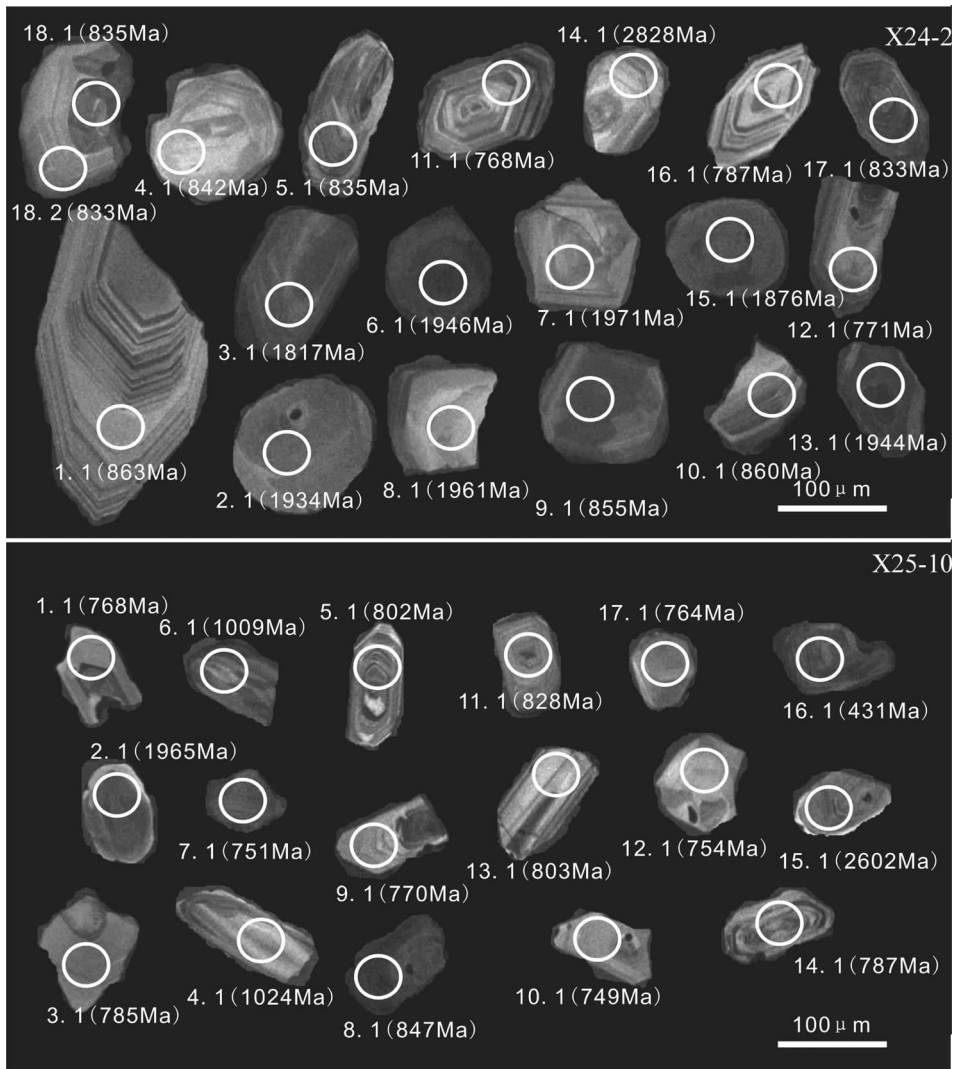 18. 1(835Ma)
14. 1(2828Ma)
X24-2
11. 1(768Ma)
16. 1(787Ma)
17. 1(833Ma)
4. 1(842Ma)
5. 1(835Ma)
18. 2(833Ma)
15. 1(1876Ma)
6. 1(1946Ma)
7. 1(1971Ma)
12. 1(771Ma)
3. 1(1817Ma)
13. 1(1944Ma)
1. 1(863Ma)
10. 1(860Ma)
8. 1(1961Ma)
2. 1(1934Ma)
9. 1(855Ma)
100 μm
X25-10
1. 1(768Ma)
6. 1(1009Ma)
5. 1(802Ma)
17. 1(764Ma)
11. 1(828Ma)
16. 1(431Ma)
2. 1(1965Ma)
7. 1(751Ma)
12. 1(754Ma)
15. 1(2602Ma)
13. 1(803Ma)
9. 1(770Ma)
14. 1(787Ma)
4. 1(1024Ma)
10. 1(749Ma)
3. 1(785Ma)
8. 1(847Ma)
100 μm